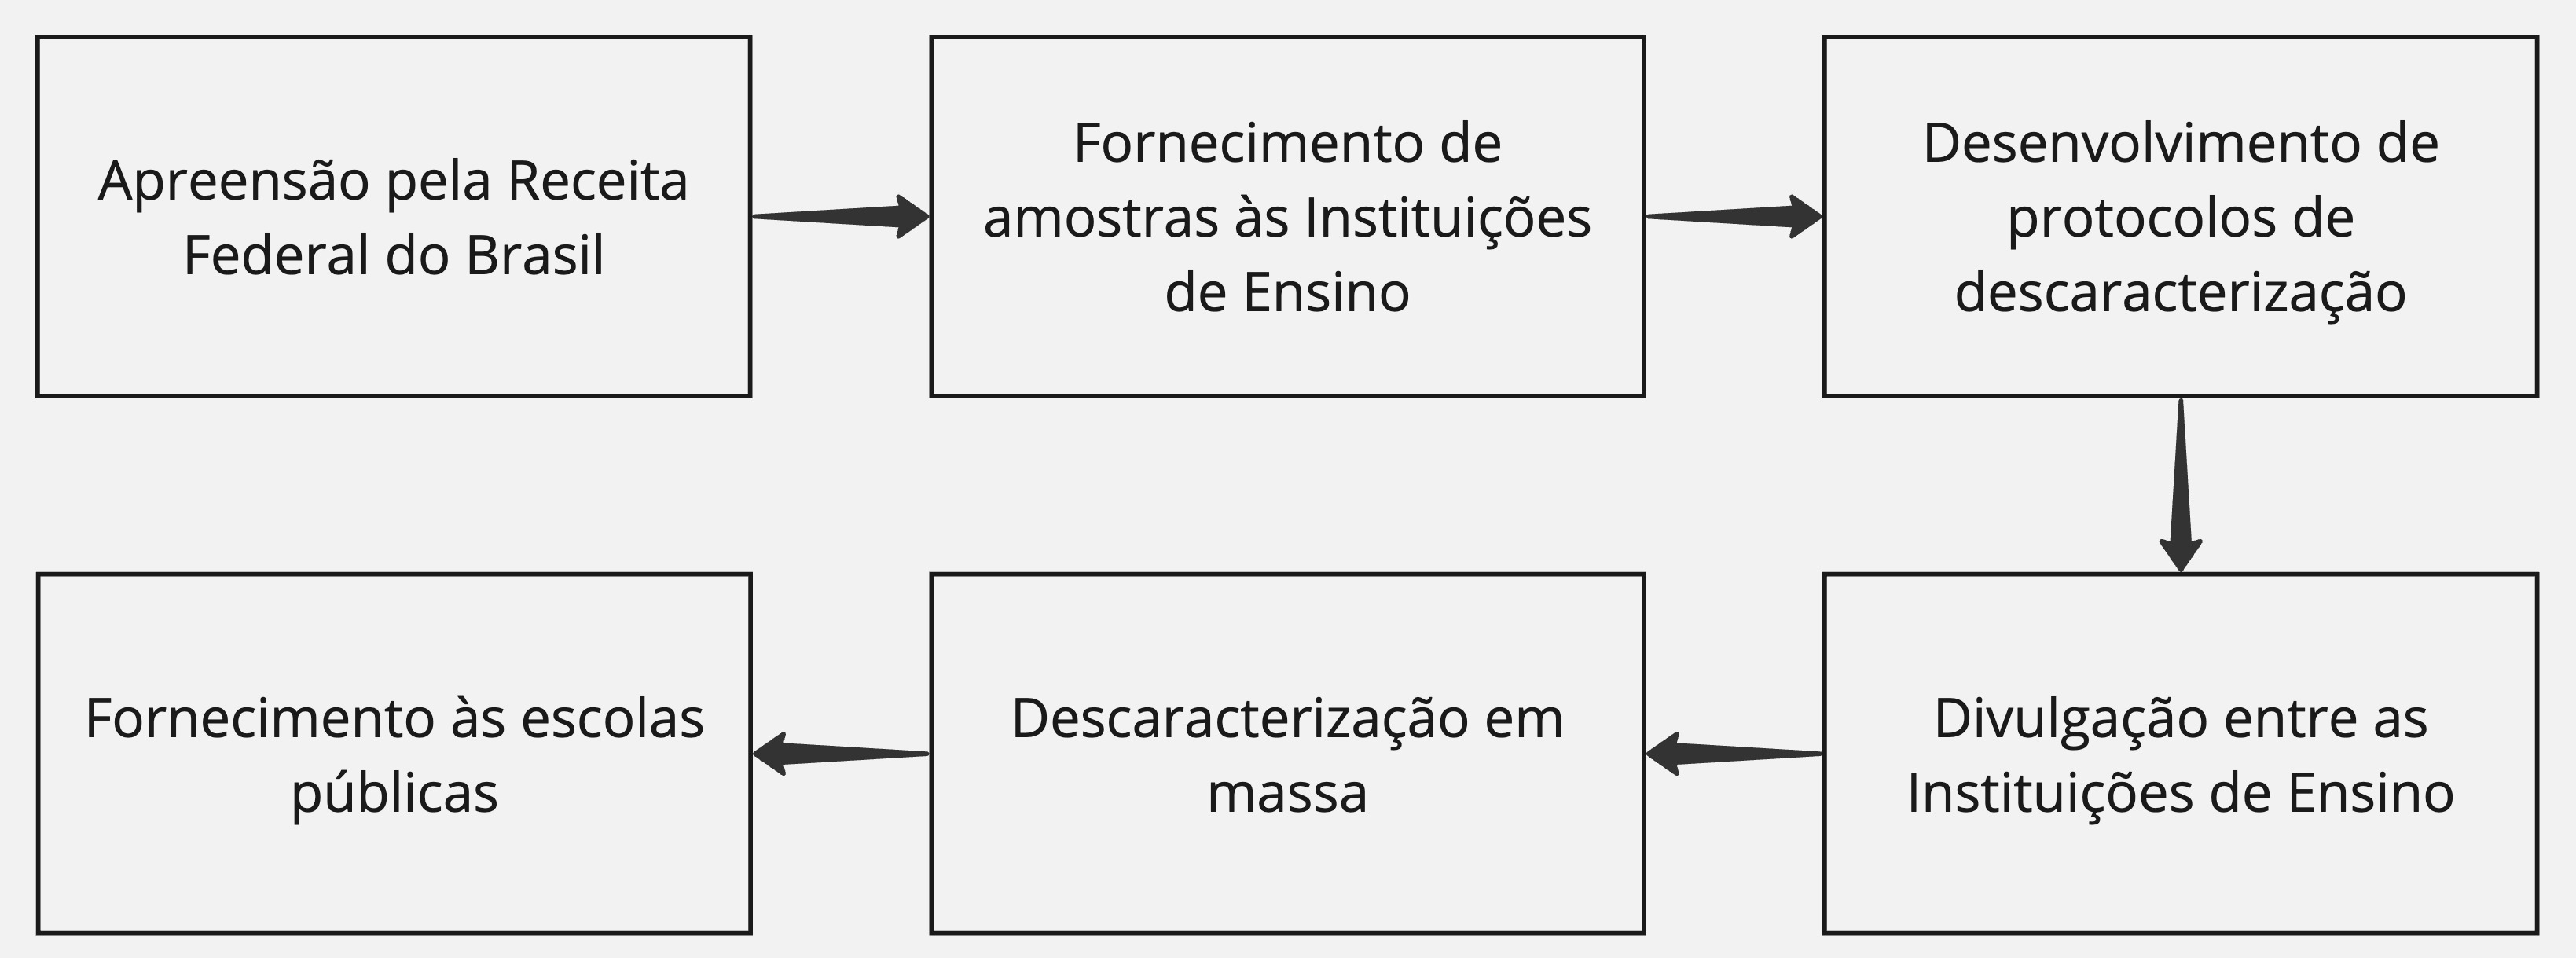 Apreensão pela Receita
Federal do Brasil
Fornecimento de
amostras às Instituições
de Ensino
Desenvolvimento de
protocolos de
descaracterização
Divulgação entre as
Instituições de Ensino
Descaracterização em
massa
Fornecimento às escolas
públicas